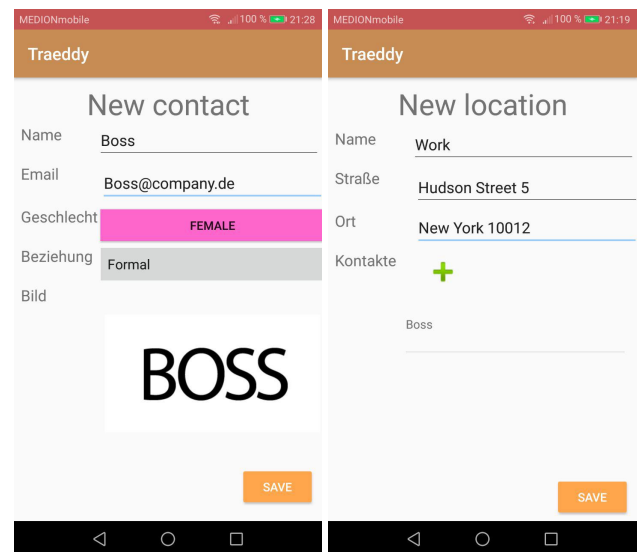 MEDIONmobile 100 % 21:28
Traeddy
New contact
Name Boss
Email Boss@company.de
Geschlecht FEMALE
Beziehung Formal
Bild
BOSS
SAVE
MEDIONmobile 100 % 21:19
Traeddy
New location
Name Work
Straße Hudson Street 5
Ort New York 10012
Kontakte
Boss
SAVE